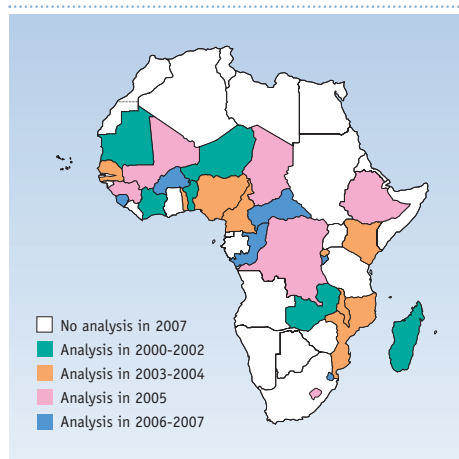 No analysis in 2007
Analysis in 2000-2002
Analysis in 2003-2004
Analysis in 2005
Analysis in 2006-2007